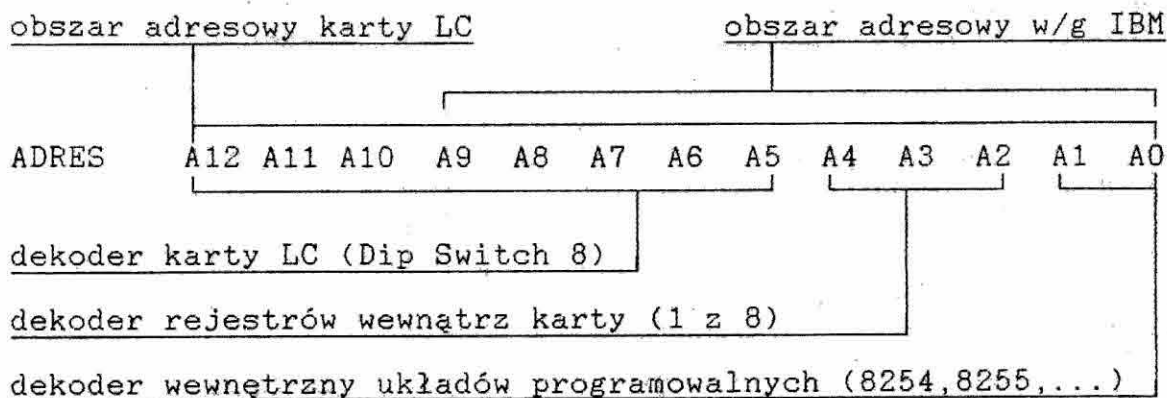 obszar adresowy karty LC obszar adresowy w/g IBM
ADRES A12 A11 A10 A9 A8 A7 A6 A5 A4 A3 A2 A1 A0
dekoder karty LC (Dip Switch 8)
dekoder rejestrów wewnątrz karty (1 z 8)
dekoder wewnętrzny układów programowalnych (8254,8255,...)